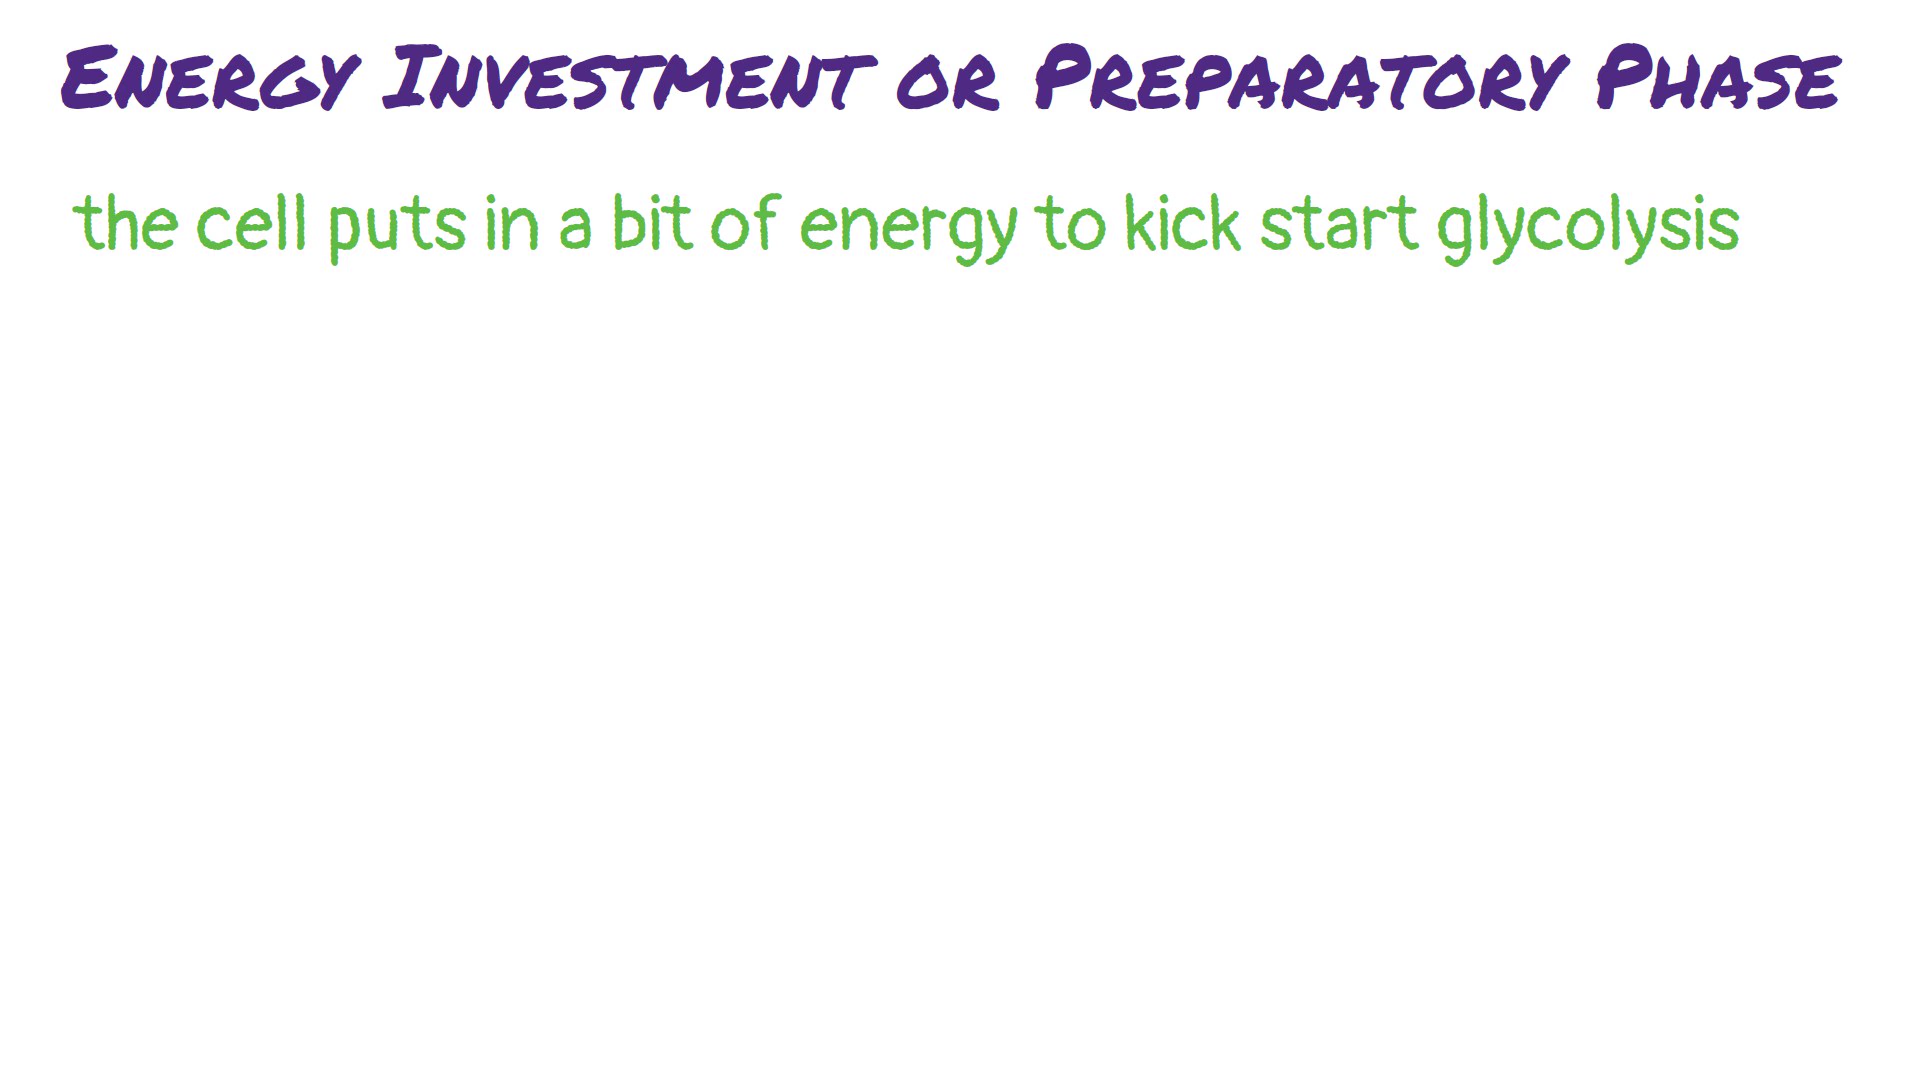 Energy Investment or Preparatory Phase
the cell puts in a bit of energy to kick start glycolysis